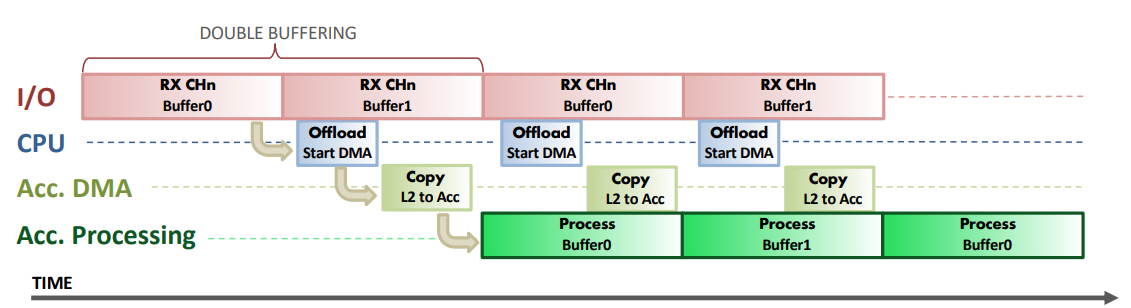 DOUBLE BUFFERING
I/O
RX CHn
Buffer0
RX CHn
Buffer1
RX CHn
Buffer0
RX CHn
Buffer1
CPU
Offload
Start DMA
Offload
Start DMA
Offload
Start DMA
Acc. DMA
Copy
L2 to Acc
Copy
L2 to Acc
Copy
L2 to Acc
Acc. Processing
Process
Buffer0
Process
Buffer1
Process
Buffer0
TIME